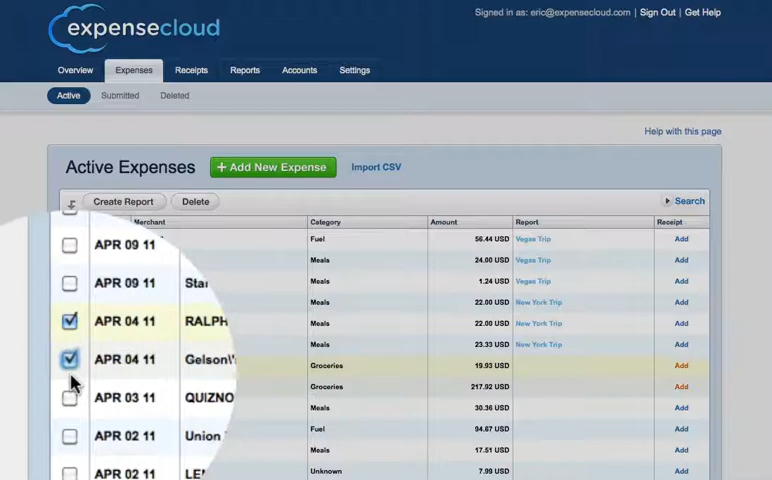 Signed in as: eric@expensecloud.com | Sign Out | Get Help
expensecloud
Overview Expenses Receipts Reports Accounts Settings
Active Submitted Deleted
Help with this page
Active Expenses + Add New Expense Import CSV
Create Report Delete Search
Merchant Category Amount Report Receipt
Fuel 56.44 USD Vegas Trip Add
Meals 24.00 USD Vegas Trip Add
Meals 1.24 USD Vegas Trip Add
Meals 22.00 USD New York Trip Add
Meals 22.00 USD New York Trip Add
Meals 23.33 USD New York Trip Add
Groceries 19.93 USD Add
Groceries 217.92 USD Add
Meals 30.36 USD Add
Fuel 94.67 USD Add
Meals 17.51 USD Add
Unknown 7.99 USD Add
APR 09 11
APR 09 11
APR 04 11 RALPH
APR 04 11 Gelson\'
APR 03 11 QUIZNO
APR 02 11 Union
APR 02 11